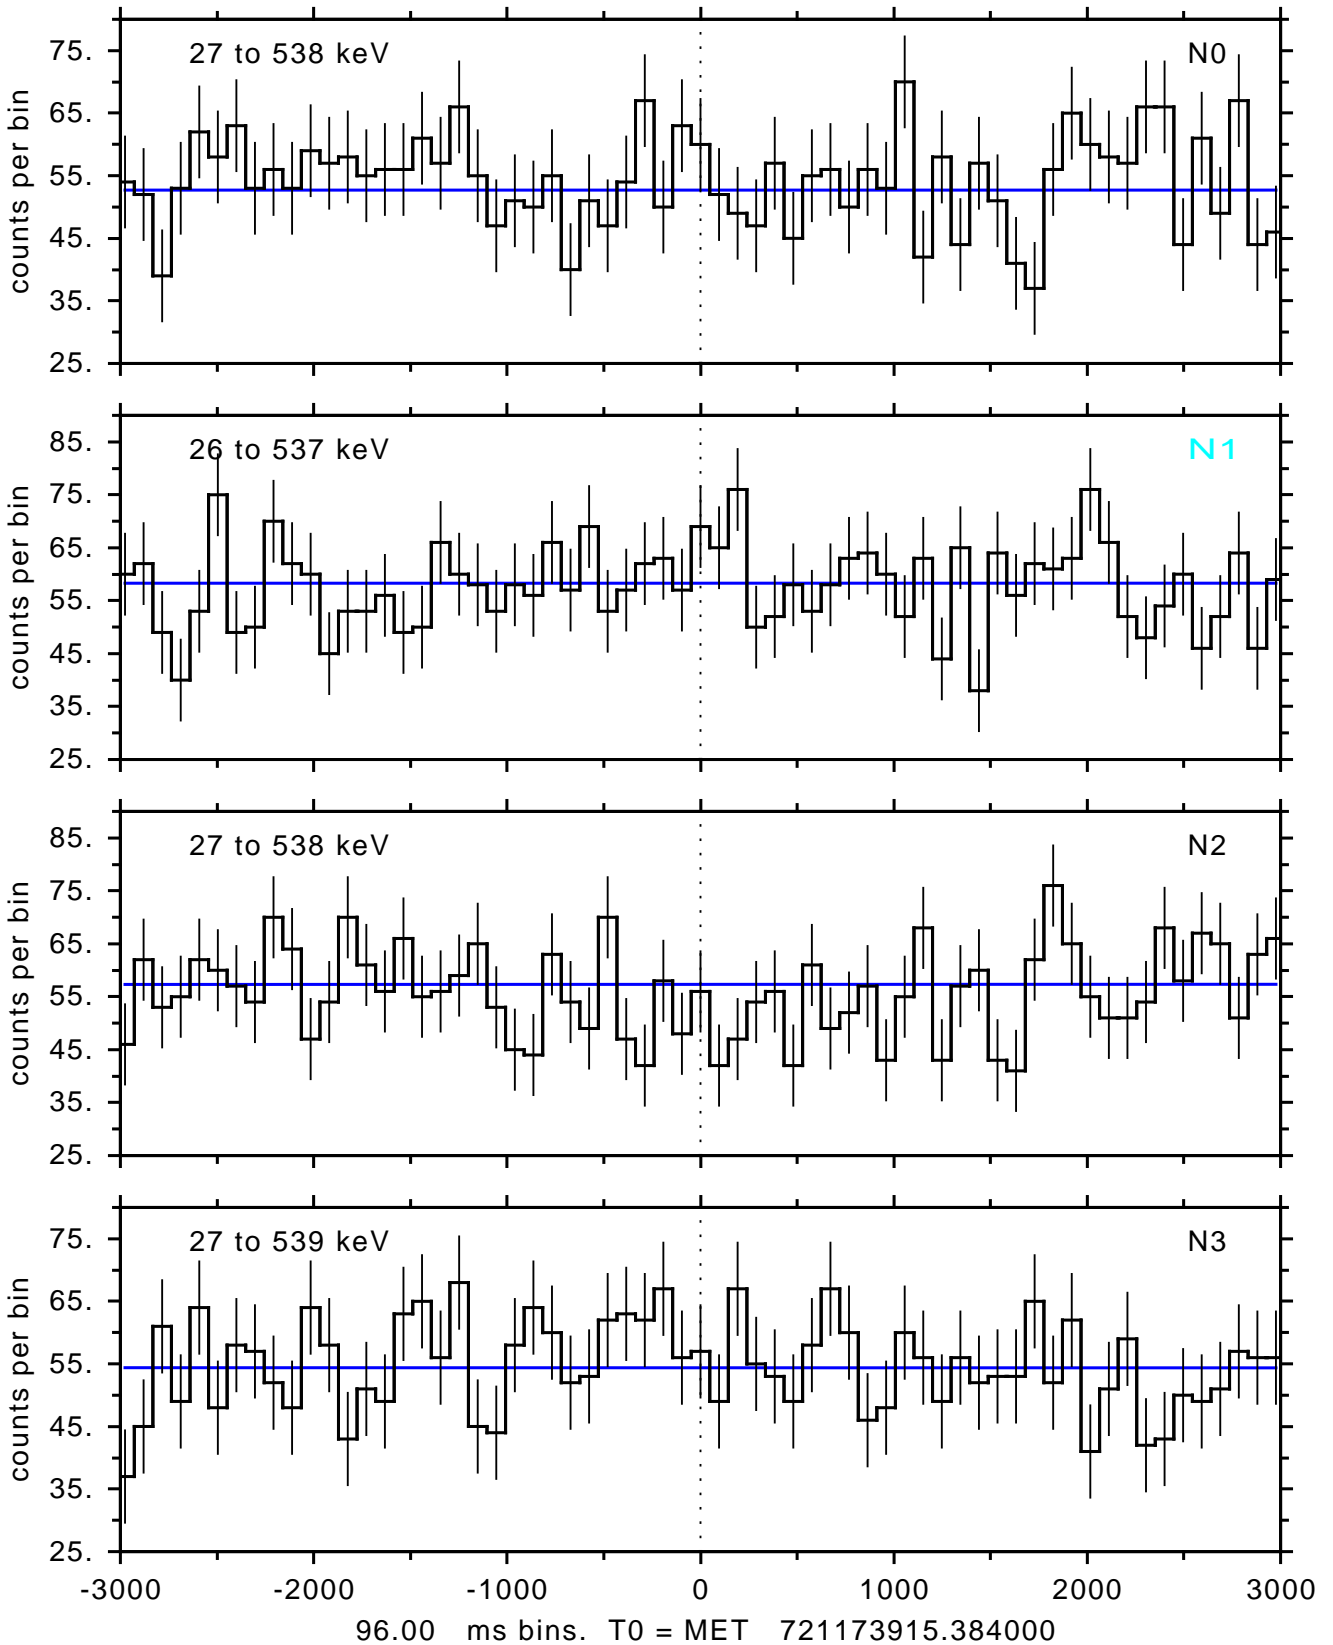 27 to 538 keV N0
75.
65.
55.
45.
35.
25.
counts per bin
26 to 537 keV N1
85.
75.
65.
55.
45.
35.
25.
counts per bin
27 to 538 keV N2
85.
75.
65.
55.
45.
35.
25.
counts per bin
27 to 539 keV N3
75.
65.
55.
45.
35.
25.
counts per bin
-3000 -2000 -1000 0 1000 2000 3000
96.00 ms bins. T0 = MET 721173915.384000